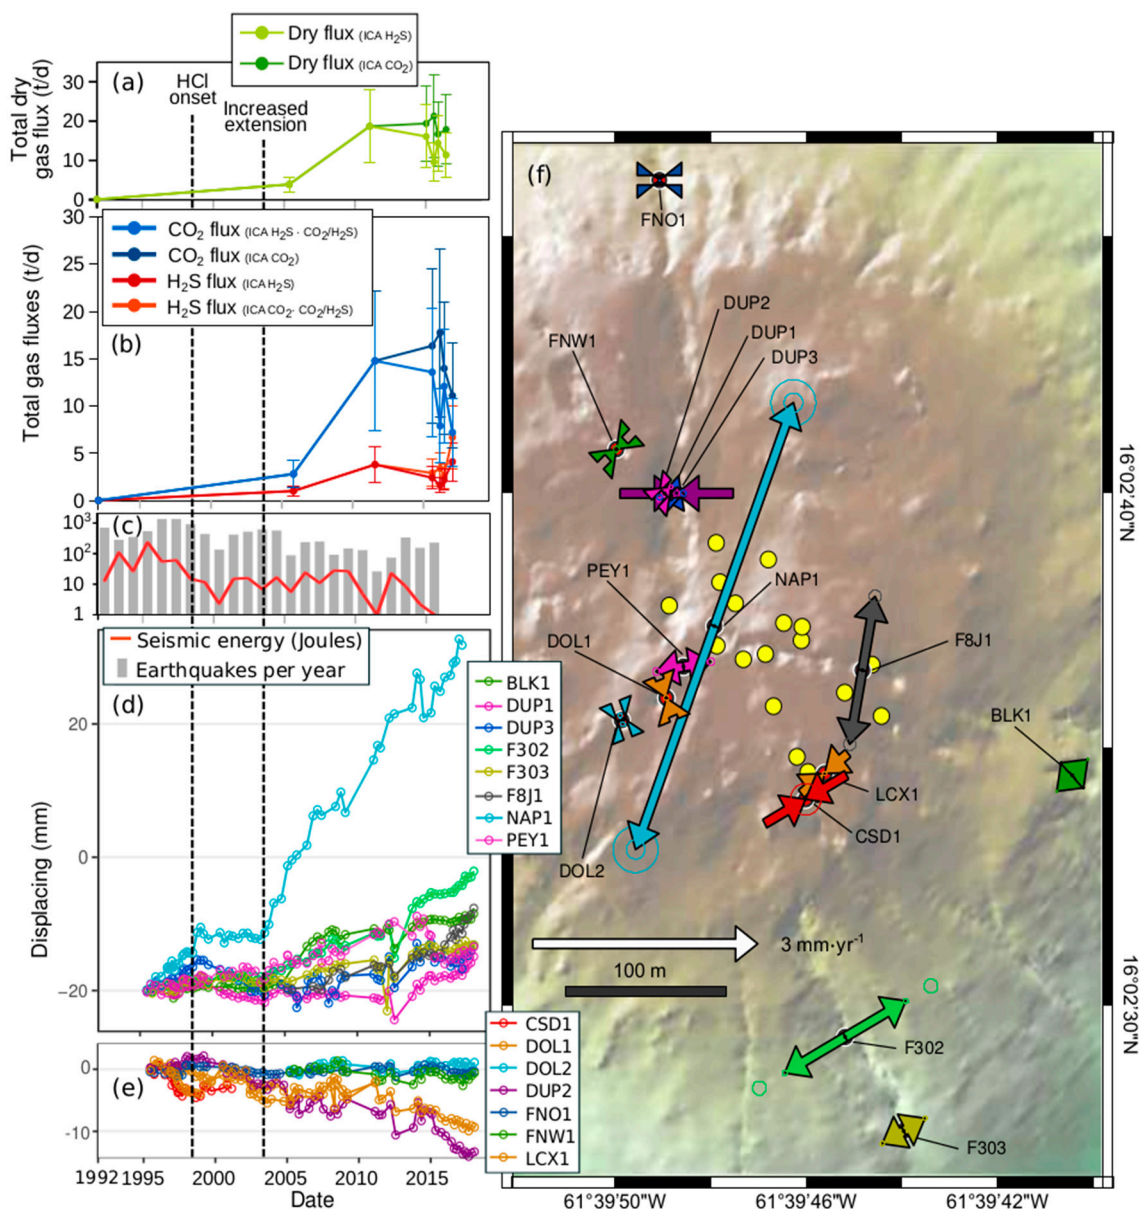 Dry flux (ICA H2S)
Dry flux (ICA CO2)
(a)
HCl
onset
Increased
extension
Total dry
gas flux (t/d)
30
20
10
0
CO2 flux (ICA H2S · CO2/H2S)
CO2 flux (ICA CO2)
H2S flux (ICA H2S)
H2S flux (ICA CO2· CO2/H2S)
(b)
Total gas fluxes (t/d)
30
25
20
15
10
5
0
(c)
10³
10²
10
1
Seismic energy (Joules)
Earthquakes per year
(d)
Displacing (mm)
20
0
−20
BLK1
DUP1
DUP3
F302
F303
F8J1
NAP1
PEY1
(e)
0
-10
CSD1
DOL1
DOL2
DUP2
FNO1
FNW1
LCX1
1992 1995 2000 2005 2010 2015
Date
(f)
FNO1
DUP2
DUP1
DUP3
FNW1
PEY1
NAP1
DOL1
F8J1
BLK1
LCX1
CSD1
DOL2
3 mm·yr⁻¹
100 m
F302
F303
16°02'40"N
16°02'30"N
61°39'50"W 61°39'46"W 61°39'42"W